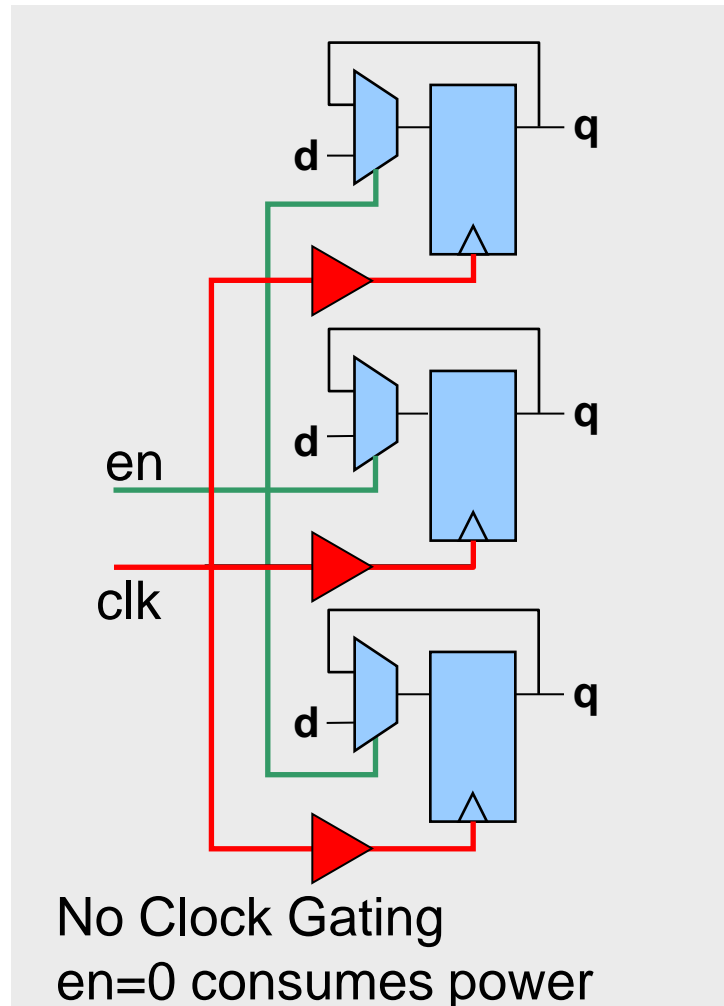 d
q
d
q
en
clk
d
q
No Clock Gating
en=0 consumes power